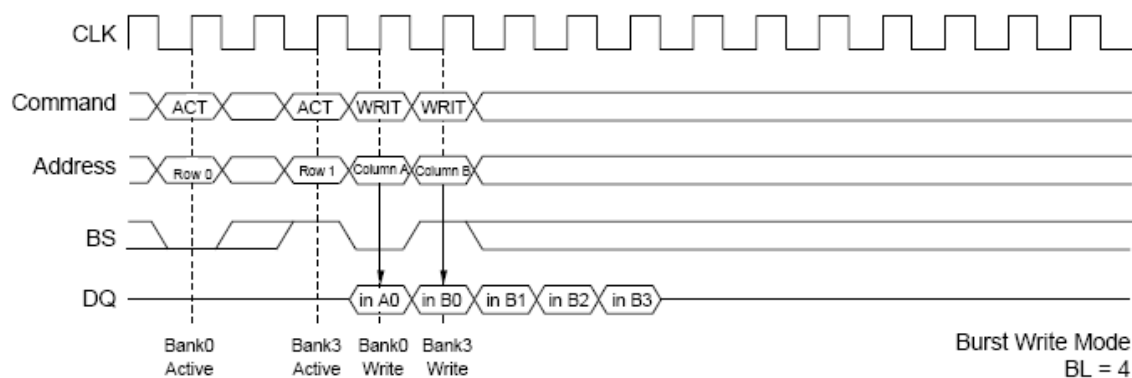 CLK
Command ACT ACT WRIT WRIT
Address Row 0 Row 1 Column A Column B
BS
DQ in A0 in B0 in B1 in B2 in B3
Bank0 Bank3 Bank0 Bank3
Active Active Write Write
Burst Write Mode
BL = 4